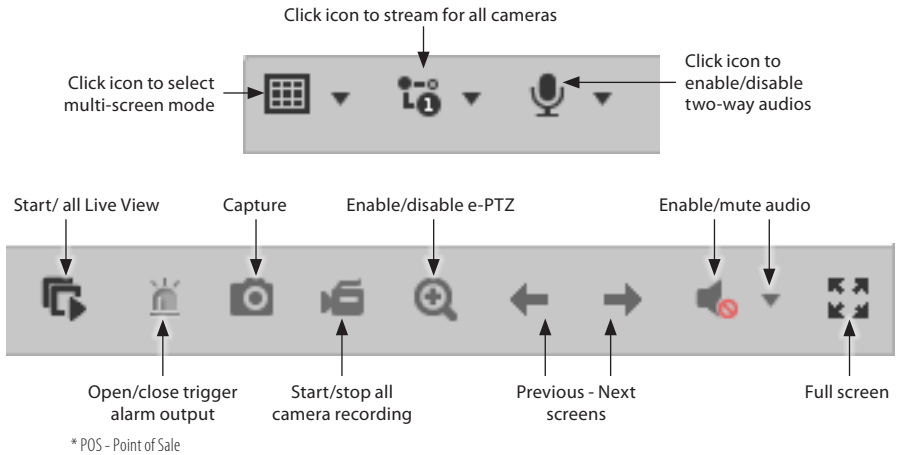 Click icon to stream for all cameras
Click icon to select
multi-screen mode
Click icon to
enable/disable
two-way audios
1
Start/ all Live View
Capture
Enable/disable e-PTZ
Enable/mute audio
Open/close trigger
alarm output
Start/stop all
camera recording
Previous - Next
screens
Full screen
* POS - Point of Sale